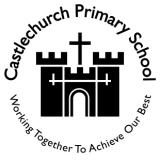 Castlechurch Primary School
Working Together To Achieve Our Best